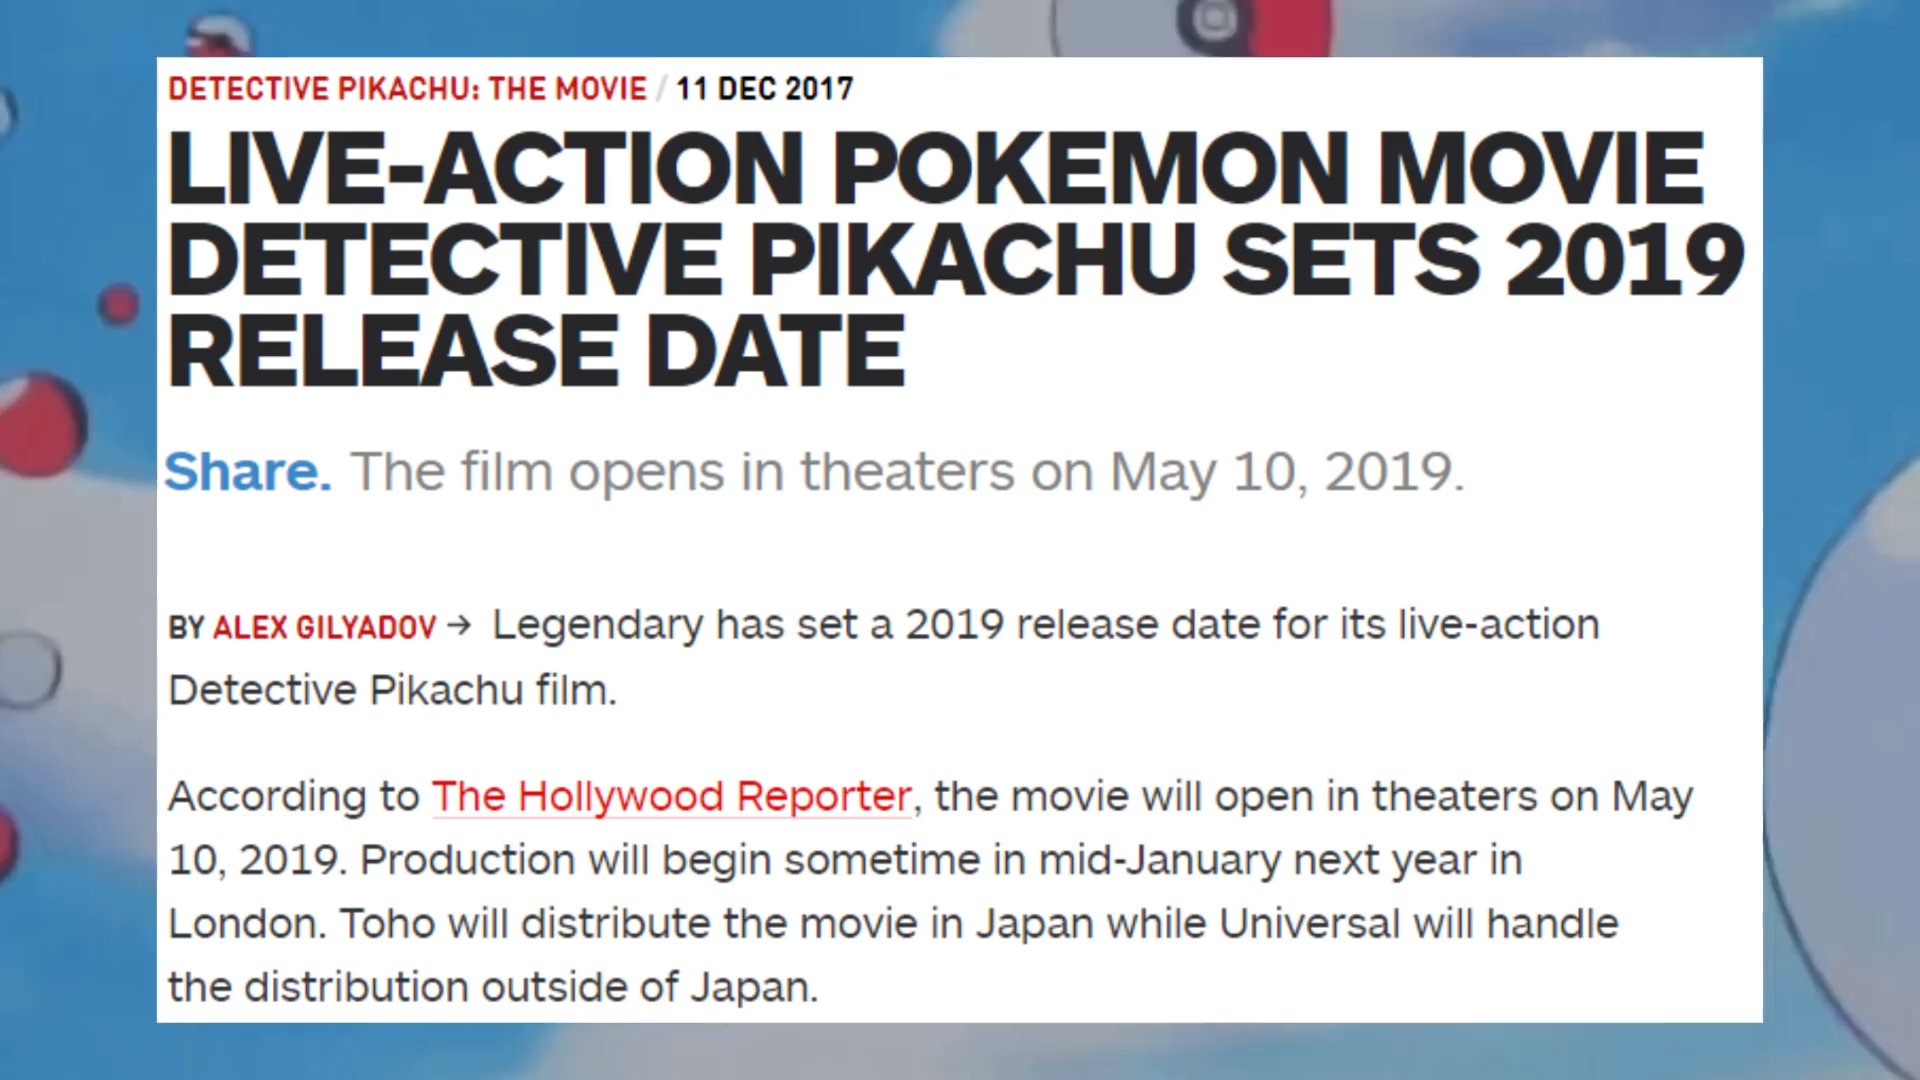 DETECTIVE PIKACHU: THE MOVIE / 11 DEC 2017
LIVE-ACTION POKEMON MOVIE
DETECTIVE PIKACHU SETS 2019
RELEASE DATE
Share. The film opens in theaters on May 10, 2019.
BY ALEX GILYADOV → Legendary has set a 2019 release date for its live-action
Detective Pikachu film.
According to The Hollywood Reporter, the movie will open in theaters on May
10, 2019. Production will begin sometime in mid-January next year in
London. Toho will distribute the movie in Japan while Universal will handle
the distribution outside of Japan.